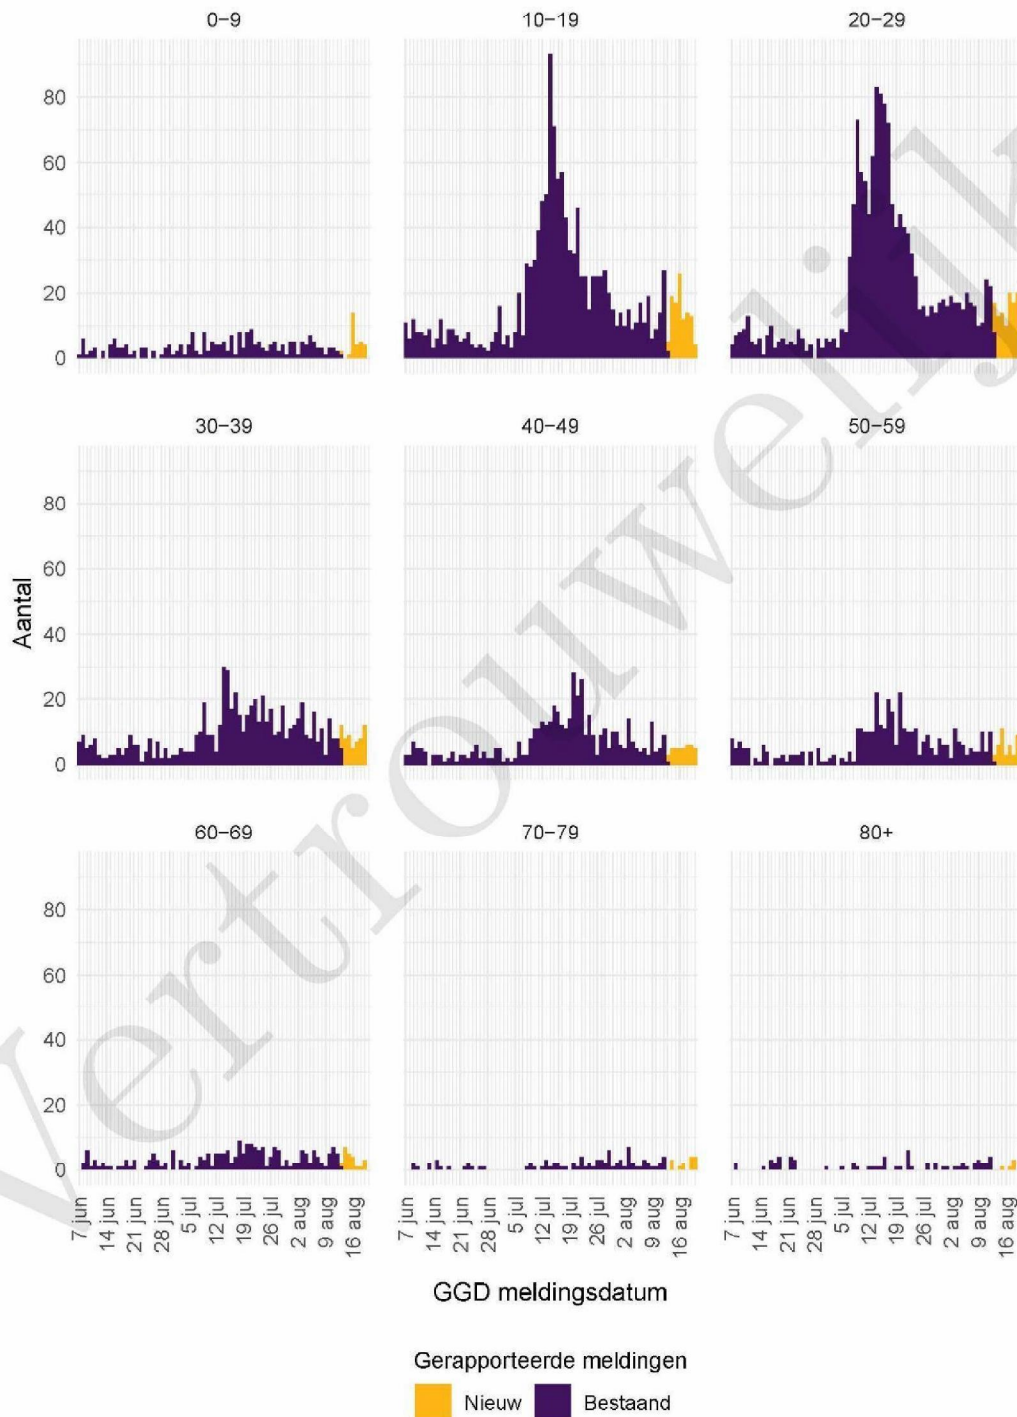 0−9 10−19 20−29
80
60
40
20
0
30−39 40−49 50−59
80
60
40
20
0
Aantal
60−69 70−79 80+
80
60
40
20
0
7 jun 14 jun 21 jun 28 jun 5 jul 12 jul 19 jul 26 jul 2 aug 9 aug 16 aug 7 jun 14 jun 21 jun 28 jun 5 jul 12 jul 19 jul 26 jul 2 aug 9 aug 16 aug 7 jun 14 jun 21 jun 28 jun 5 jul 12 jul 19 jul 26 jul 2 aug 9 aug 16 aug
GGD meldingsdatum
Gerapporteerde meldingen
Nieuw Bestaand
Vertrouwelijk